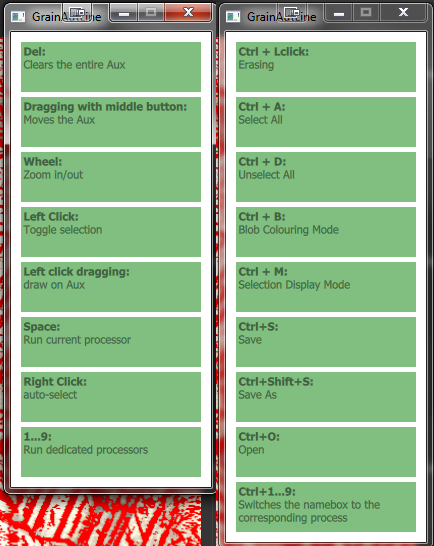 GrainAutLine
Del:
Clears the entire Aux
Dragging with middle button:
Moves the Aux
Wheel:
Zoom in/out
Left Click:
Toggle selection
Left click dragging:
draw on Aux
Space:
Run current processor
Right Click:
auto-select
1...9:
Run dedicated processors
GrainAutLine
Ctrl + Lclick:
Erasing
Ctrl + A:
Select All
Ctrl + D:
Unselect All
Ctrl + B:
Blob Colouring Mode
Ctrl + M:
Selection Display Mode
Ctrl+S:
Save
Ctrl+Shift+S:
Save As
Ctrl+O:
Open
Ctrl+1...9:
Switches the namebox to the
corresponding process